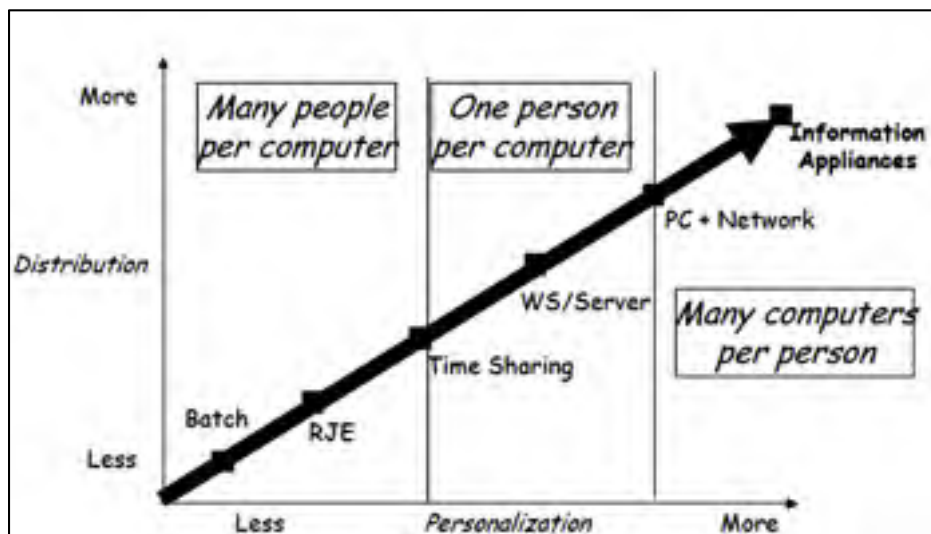 More
Many people
per computer
One person
per computer
Information
Appliances
PC + Network
Distribution
WS/Server
Many computers
per person
Time Sharing
Batch
RJE
Less
Less
Personalization
More